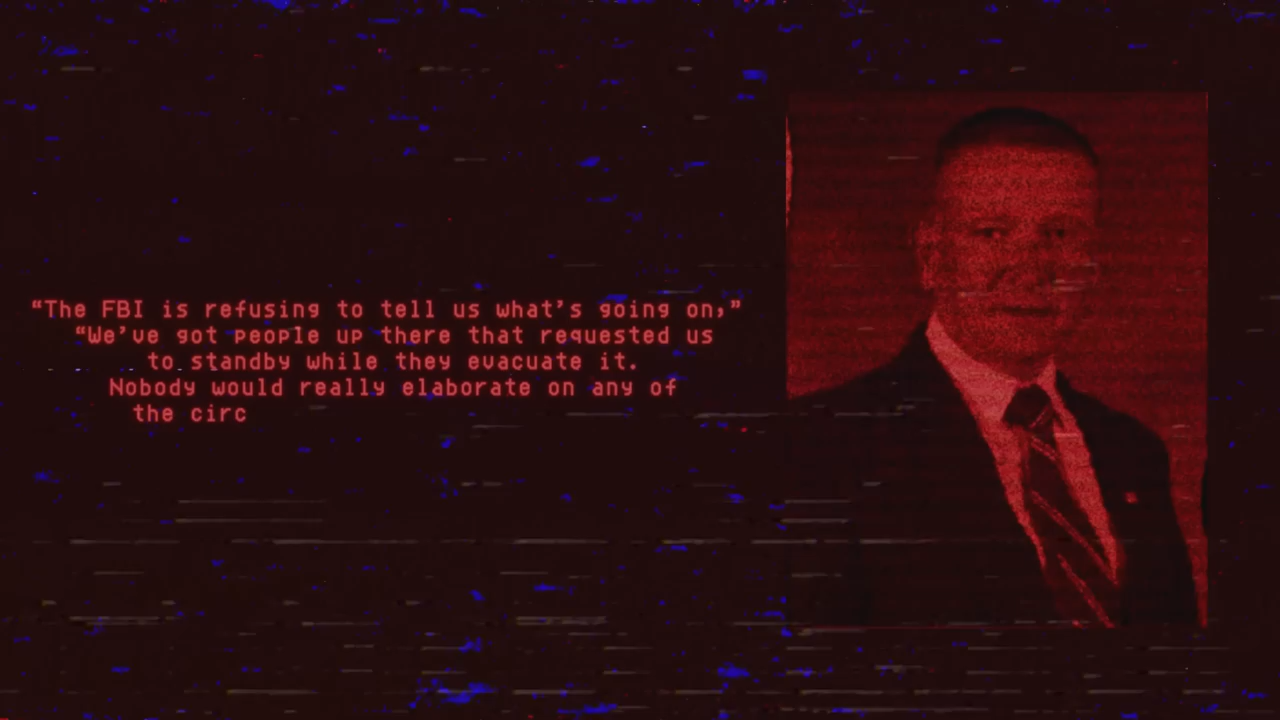 “The FBI is refusing to tell us what’s going on,”
“We’ve got people up there that requested us
to standby while they evacuate it.
Nobody would really elaborate on any of
the circ